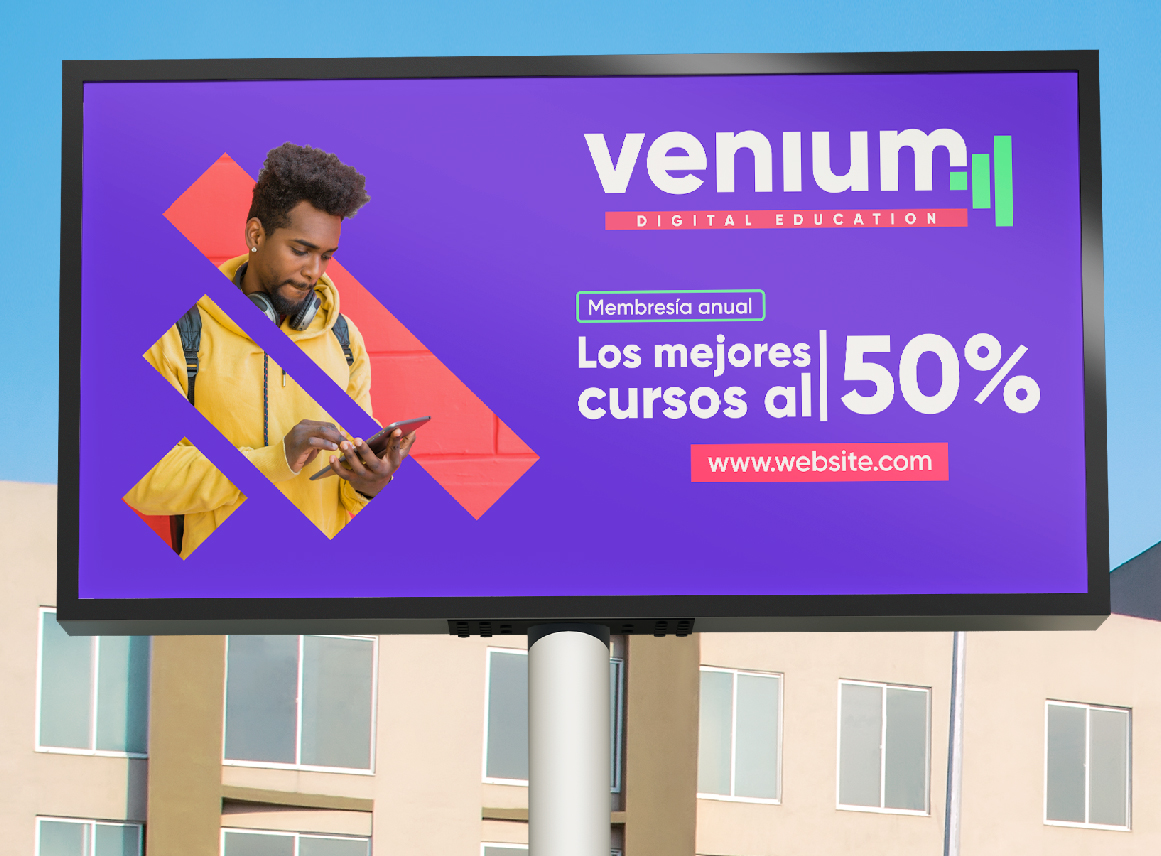 venium
DIGITAL EDUCATION
Membresía anual
Los mejores
cursos al
50%
www.website.com